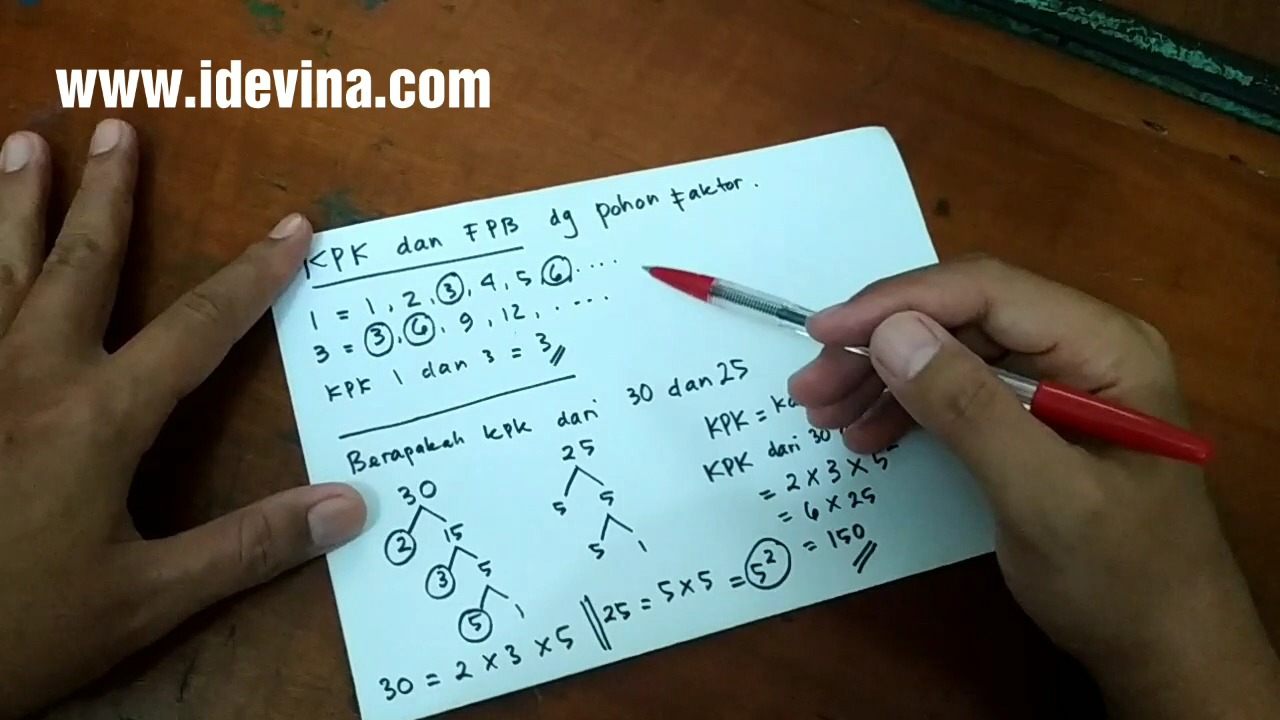 www.idevina.com
KPK dan FPB dg pohon Faktor.
1 = 1, 2, 3, 4, 5, 6, ....
3 = 3, 6, 9, 12, ....
KPK 1 dan 3 = 3
Berapakah kpk dari 30 dan 25
30
2 15
3 5
5 1
25
5 5
5 1
KPK =
KPK dari 30
= 2 x 3 x 5²
= 6 x 25
= 150
30 = 2 x 3 x 5 || 25 = 5 x 5 = 5²